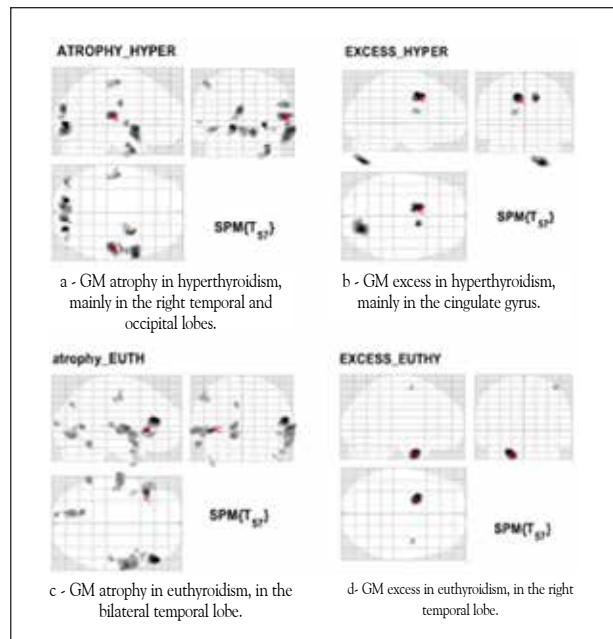 ATROPHY_HYPER
SPM{T57}
a - GM atrophy in hyperthyroidism,
mainly in the right temporal and
occipital lobes.
EXCESS_HYPER
SPM{T57}
b - GM excess in hyperthyroidism,
mainly in the cingulate gyrus.
atrophy_EUTH
SPM{T57}
c - GM atrophy in euthyroidism, in the
bilateral temporal lobe.
EXCESS_EUTHY
SPM{T57}
d- GM excess in euthyroidism, in the right
temporal lobe.